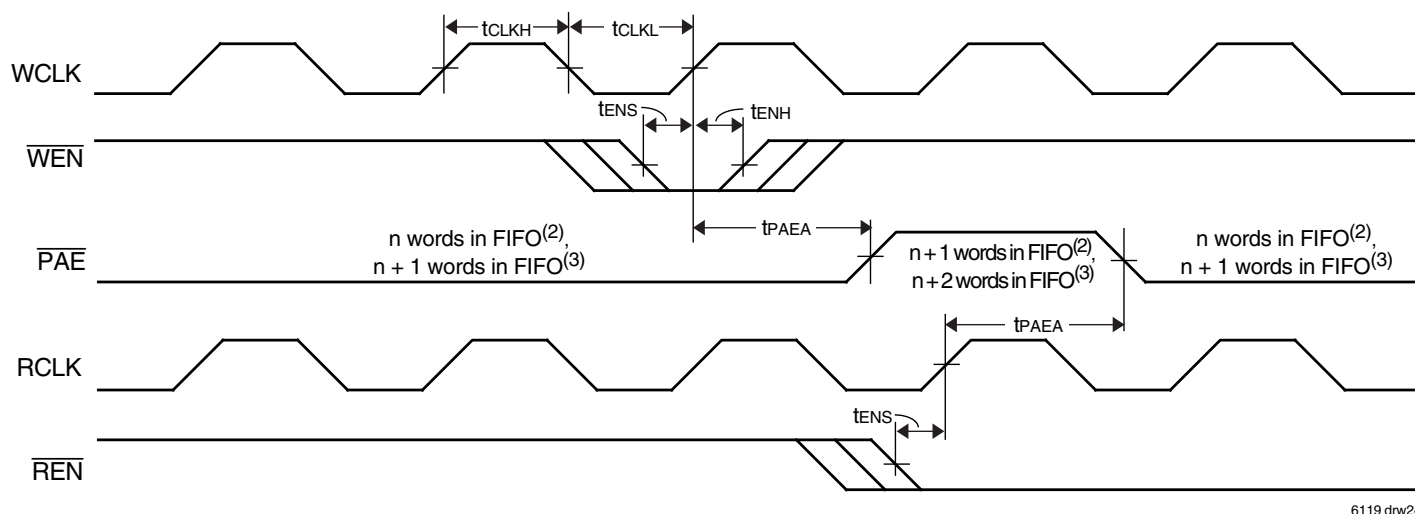 tCLKH
tCLKL
WCLK
tENS
tENH
WEN
tPAEA
PAE
n words in FIFO(2),
n + 1 words in FIFO(3)
n + 1 words in FIFO(2),
n + 2 words in FIFO(3)
n words in FIFO(2),
n + 1 words in FIFO(3)
tPAEA
RCLK
tENS
REN
6119 drw2